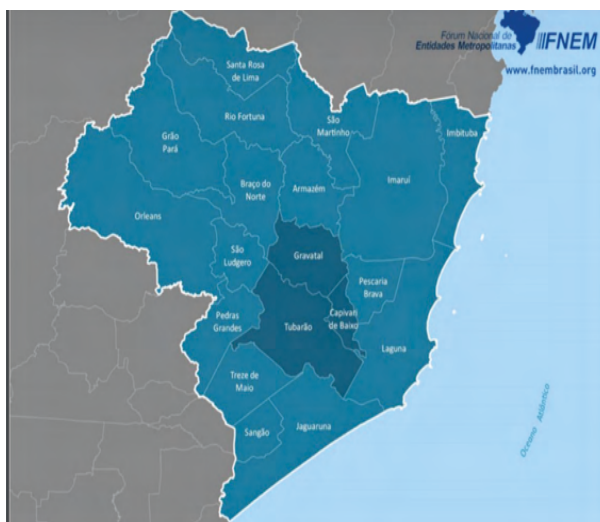 Fórum Nacional de
Entidades Metropolitanas
FNEM
www.fnembrasil.org
Santa Rosa
de Lima
Rio Fortuna
São
Martinho
Imbituba
Grão
Pará
Braço do
Norte
Armazém
Imaruí
Orleans
São
Ludgero
Gravatal
Pescaria
Brava
Pedras
Grandes
Tubarão
Capivari
de Baixo
Laguna
Treze de
Maio
Sangão
Jaguaruna
Oceano Atlântico